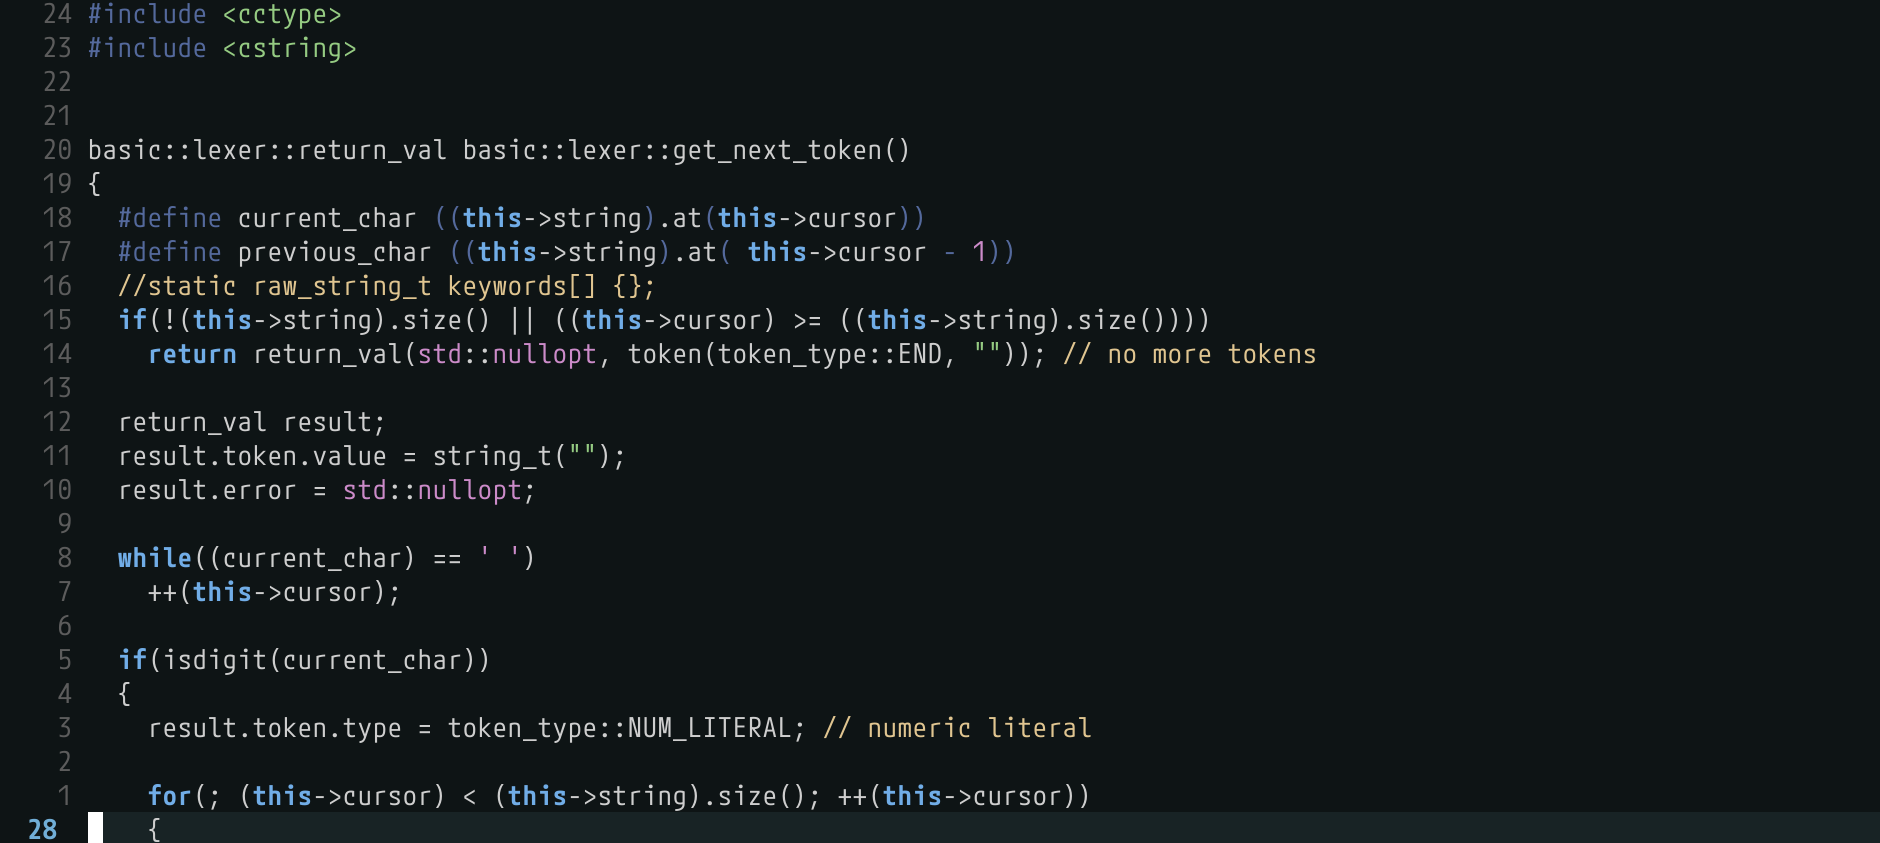 24 #include <cctype>
23 #include <cstring>
22
21
20 basic::lexer::return_val basic::lexer::get_next_token()
19 {
18   #define current_char ((this->string).at(this->cursor))
17   #define previous_char ((this->string).at( this->cursor - 1))
16   //static raw_string_t keywords[] {};
15   if(!(this->string).size() || ((this->cursor) >= ((this->string).size())))
14     return return_val(std::nullopt, token(token_type::END, "")); // no more tokens
13
12   return_val result;
11   result.token.value = string_t("");
10   result.error = std::nullopt;
9
8   while((current_char) == ' ')
7     ++(this->cursor);
6
5   if(isdigit(current_char))
4   {
3     result.token.type = token_type::NUM_LITERAL; // numeric literal
2
1     for(; (this->cursor) < (this->string).size(); ++(this->cursor))
28     {